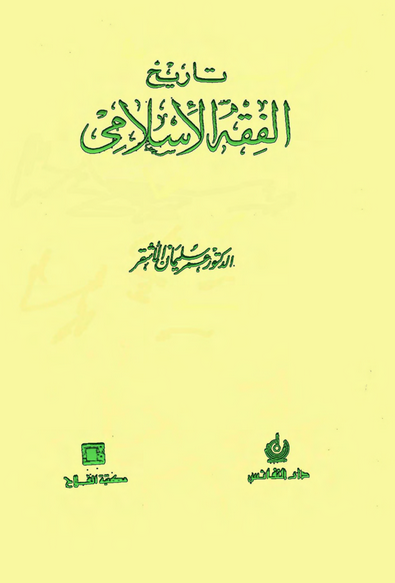 تاريخ
الفقه الإسلامي
الدكتور عمر سليمان الأشقر
دار النفائس
مكتبة الفلاح